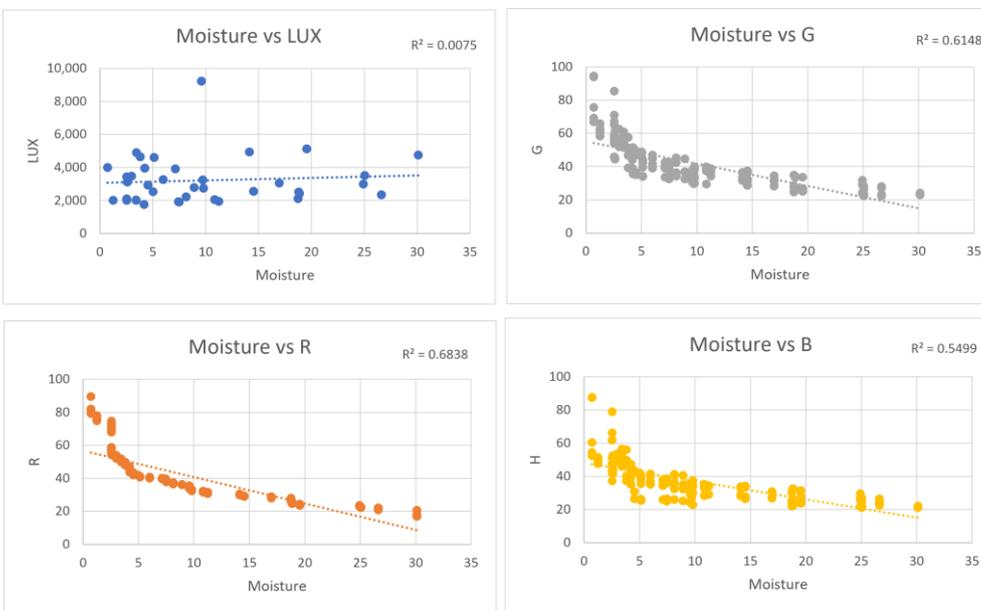 Moisture vs LUX
R² = 0.0075
10,000
8,000
6,000
4,000
2,000
0
LUX
0 5 10 15 20 25 30 35
Moisture
Moisture vs G
R² = 0.6148
100
80
60
40
20
0
G
0 5 10 15 20 25 30 35
Moisture
Moisture vs R
R² = 0.6838
100
80
60
40
20
0
R
0 5 10 15 20 25 30 35
Moisture
Moisture vs B
R² = 0.5499
100
80
60
40
20
0
H
0 5 10 15 20 25 30 35
Moisture